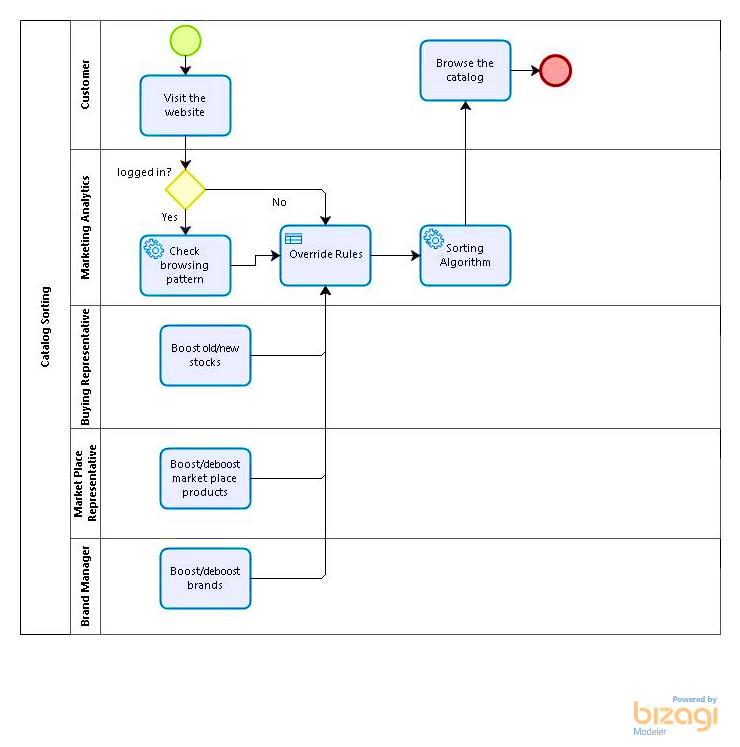 Catalog Sorting
Customer
Visit the
website
Browse the
catalog
Marketing Analytics
logged in?
No
Yes
Check
browsing
pattern
Override Rules
Sorting
Algorithm
Buying Representative
Boost old/new
stocks
Market Place
Representative
Boost/deboost
market place
products
Brand Manager
Boost/deboost
brands
Powered by
bizagi
Modeler